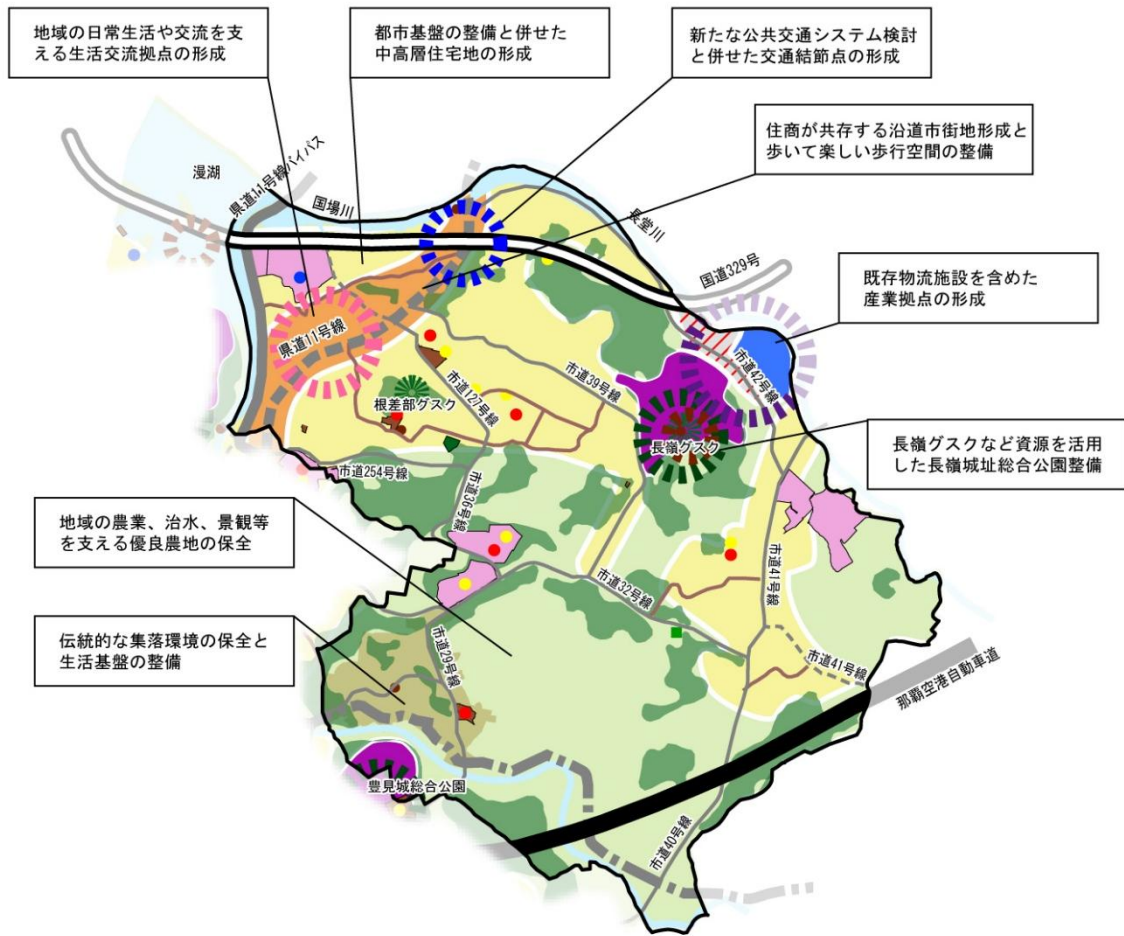 地域の日常生活や交流を支
える生活交流拠点の形成
都市基盤の整備と併せた
中高層住宅地の形成
新たな公共交通システム検討
と併せた交通結節点の形成
住商が共存する沿道市街地形成と
歩いて楽しい歩行空間の整備
漫湖
県道11号線バイパス
国場川
長堂川
国道329号
既存物流施設を含めた
産業拠点の形成
県道11号線
市道42号線
市道39号線
市道127号線
根差部グスク
長嶺グスク
長嶺グスクなど資源を活用
した長嶺城址総合公園整備
市道254号線
市道36号線
地域の農業、治水、景観等
を支える優良農地の保全
市道32号線
市道41号線
伝統的な集落環境の保全と
生活基盤の整備
市道29号線
市道41号線
那覇空港自動車道
豊見城総合公園
市道40号線